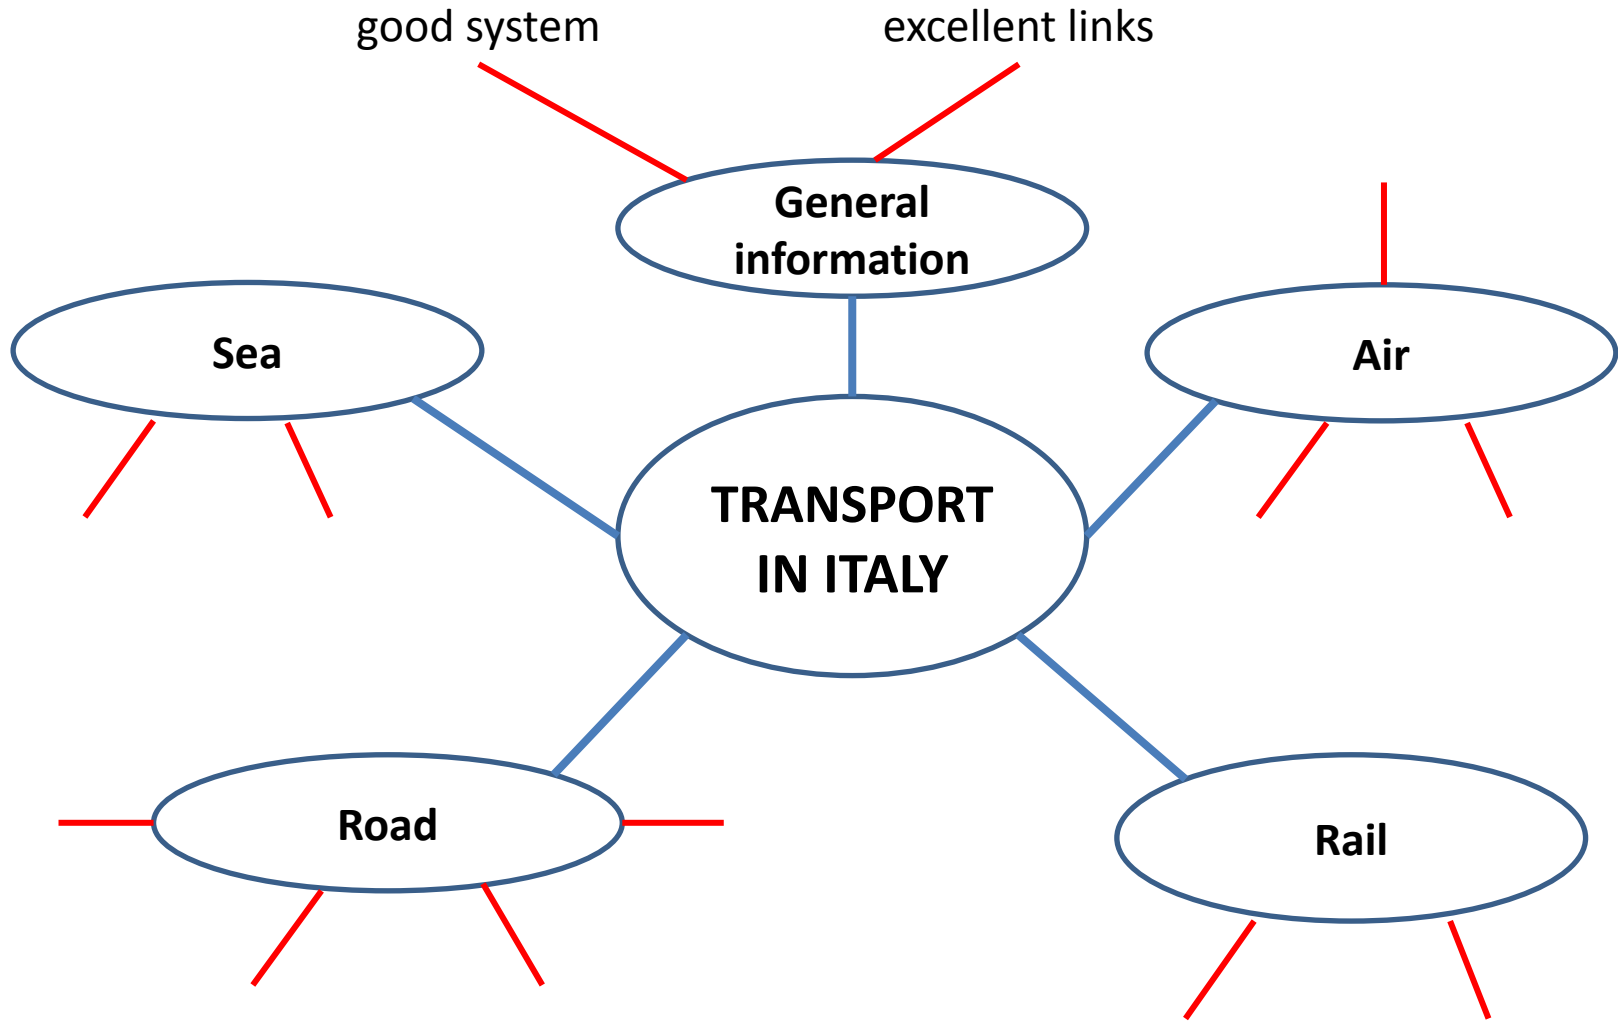 good system
excellent links
General
information
Sea
Air
TRANSPORT
IN ITALY
Road
Rail